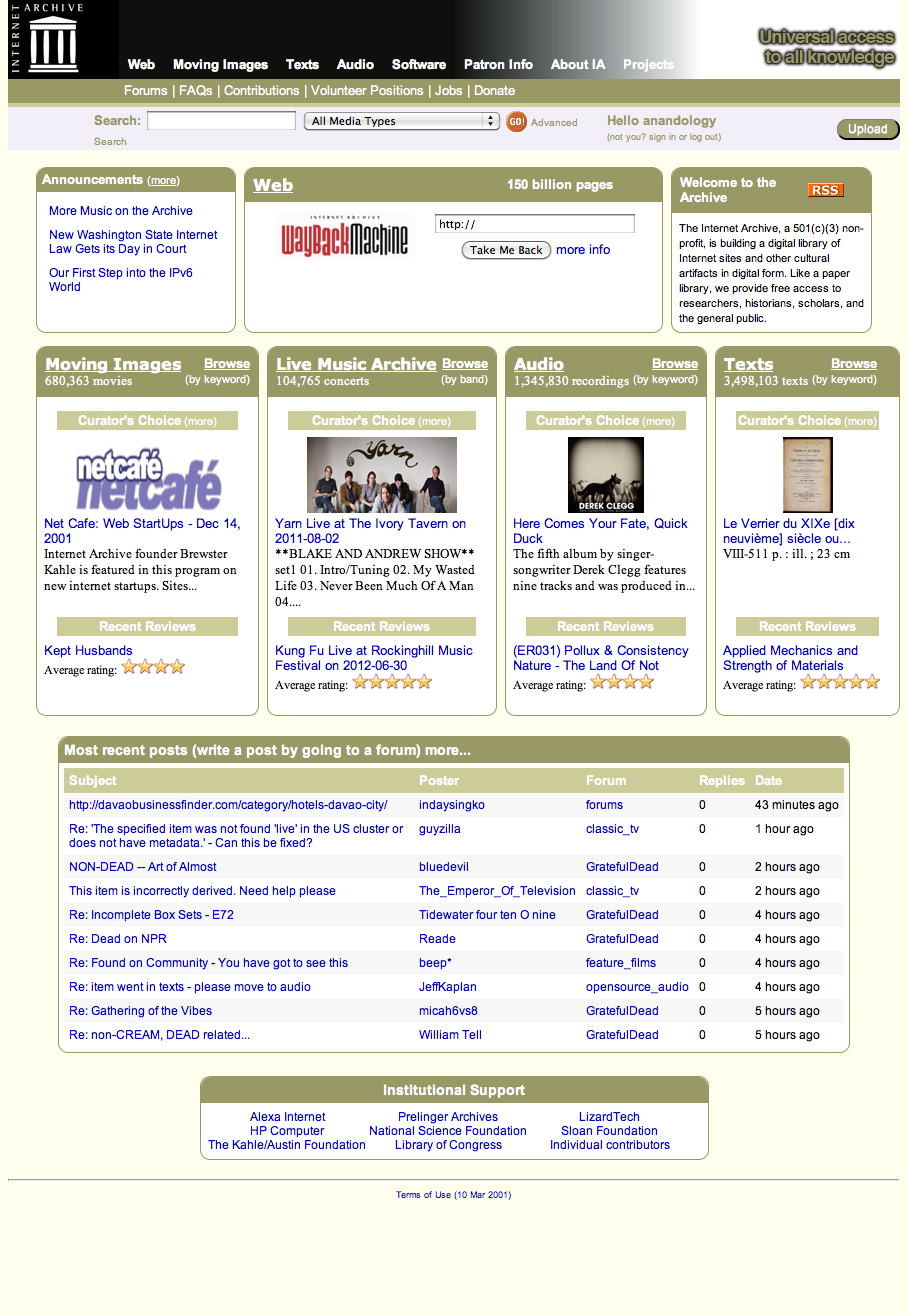 INTERNET ARCHIVE
Universal access
to all knowledge
Web Moving Images Texts Audio Software Patron Info About IA Projects
Forums | FAQs | Contributions | Volunteer Positions | Jobs | Donate
Search: All Media Types GO! Advanced
Search
Hello anandology
(not you? sign in or log out)
Upload
Announcements (more)
More Music on the Archive
New Washington State Internet
Law Gets its Day in Court
Our First Step into the IPv6
World
Web 150 billion pages
INTERNET ARCHIVE
WayBackMachine
http://
Take Me Back more info
Welcome to the
Archive
RSS
The Internet Archive, a 501(c)(3) non-
profit, is building a digital library of
Internet sites and other cultural
artifacts in digital form. Like a paper
library, we provide free access to
researchers, historians, scholars, and
the general public.
Moving Images Browse
680,363 movies (by keyword)
Curator's Choice (more)
netcafé
netcafé
Net Cafe: Web StartUps - Dec 14,
2001
Internet Archive founder Brewster
Kahle is featured in this program on
new internet startups. Sites...
Recent Reviews
Kept Husbands
Average rating:
Live Music Archive Browse
104,765 concerts (by band)
Curator's Choice (more)
Yarn
Yarn Live at The Ivory Tavern on
2011-08-02
**BLAKE AND ANDREW SHOW**
set1 01. Intro/Tuning 02. My Wasted
Life 03. Never Been Much Of A Man
04....
Recent Reviews
Kung Fu Live at Rockinghill Music
Festival on 2012-06-30
Average rating:
Audio Browse
1,345,830 recordings (by keyword)
Curator's Choice (more)
DEREK CLEGG
Here Comes Your Fate, Quick
Duck
The fifth album by singer-
songwriter Derek Clegg features
nine tracks and was produced in...
Recent Reviews
(ER031) Pollux & Consistency
Nature - The Land Of Not
Average rating:
Texts Browse
3,498,103 texts (by keyword)
Curator's Choice (more)
Le Verrier du XIXe [dix
neuvième] siècle ou...
VIII-511 p. : ill. ; 23 cm
Recent Reviews
Applied Mechanics and
Strength of Materials
Average rating:
Most recent posts (write a post by going to a forum) more...
Subject Poster Forum Replies Date
http://davaobusinessfinder.com/category/hotels-davao-city/ indaysingko forums 0 43 minutes ago
Re: 'The specified item was not found 'live' in the US cluster or guyzilla classic_tv 0 1 hour ago
does not have metadata.' - Can this be fixed?
NON-DEAD -- Art of Almost bluedevil GratefulDead 0 2 hours ago
This item is incorrectly derived. Need help please The_Emperor_Of_Television classic_tv 0 2 hours ago
Re: Incomplete Box Sets - E72 Tidewater four ten O nine GratefulDead 0 4 hours ago
Re: Dead on NPR Reade GratefulDead 0 4 hours ago
Re: Found on Community - You have got to see this beep* feature_films 0 4 hours ago
Re: item went in texts - please move to audio JeffKaplan opensource_audio 0 4 hours ago
Re: Gathering of the Vibes micah6vs8 GratefulDead 0 5 hours ago
Re: non-CREAM, DEAD related... William Tell GratefulDead 0 5 hours ago
Institutional Support
Alexa Internet Prelinger Archives LizardTech
HP Computer National Science Foundation Sloan Foundation
The Kahle/Austin Foundation Library of Congress Individual contributors
Terms of Use (10 Mar 2001)